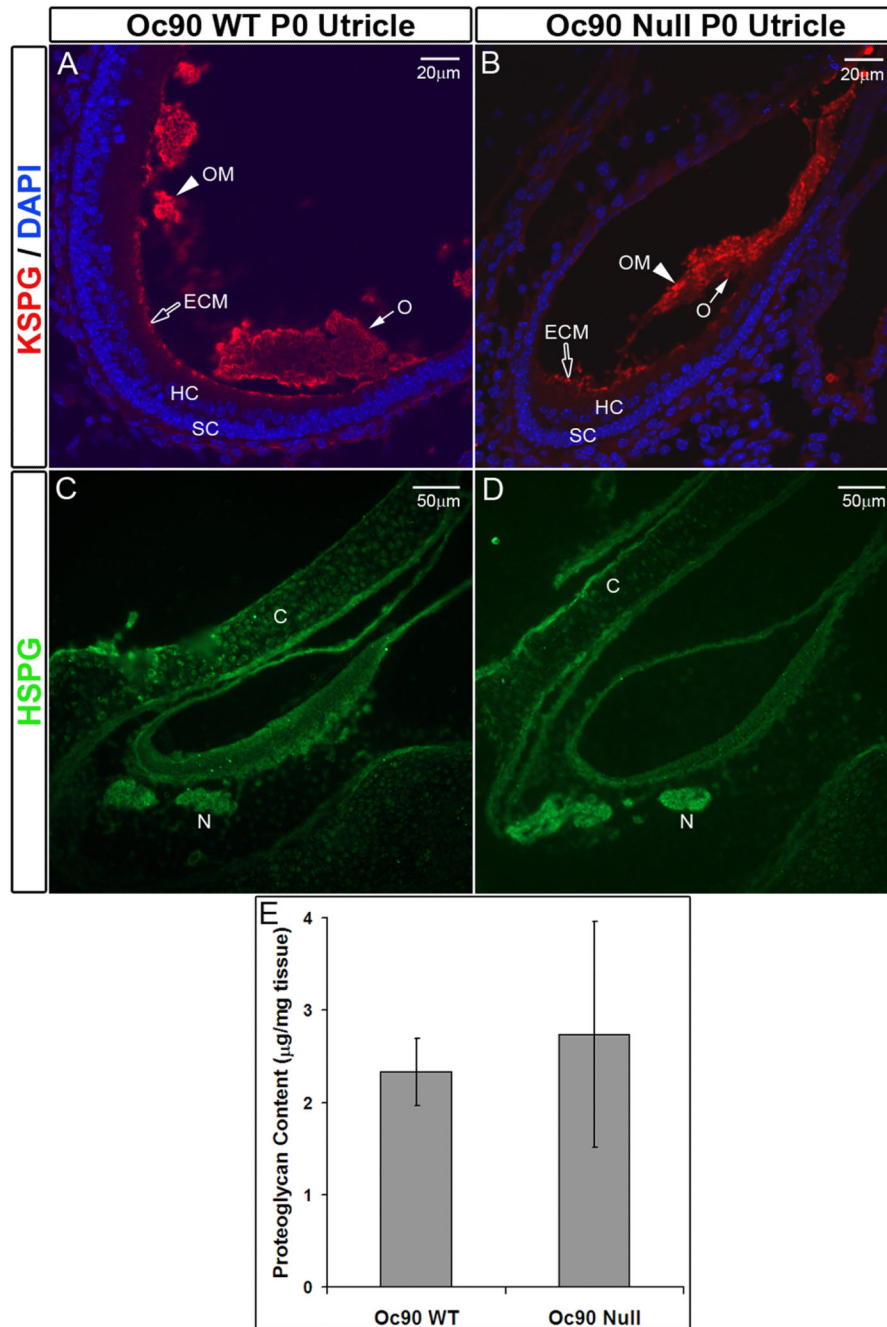 Oc90 WT P0 Utricle
Oc90 Null P0 Utricle
KSPG / DAPI
A
20μm
OM
ECM
O
HC
SC
B
20μm
OM
O
ECM
HC
SC
HSPG
C
50μm
C
N
D
50μm
C
N
E
Proteoglycan Content (μg/mg tissue)
4
3
2
1
0
Oc90 WT
Oc90 Null